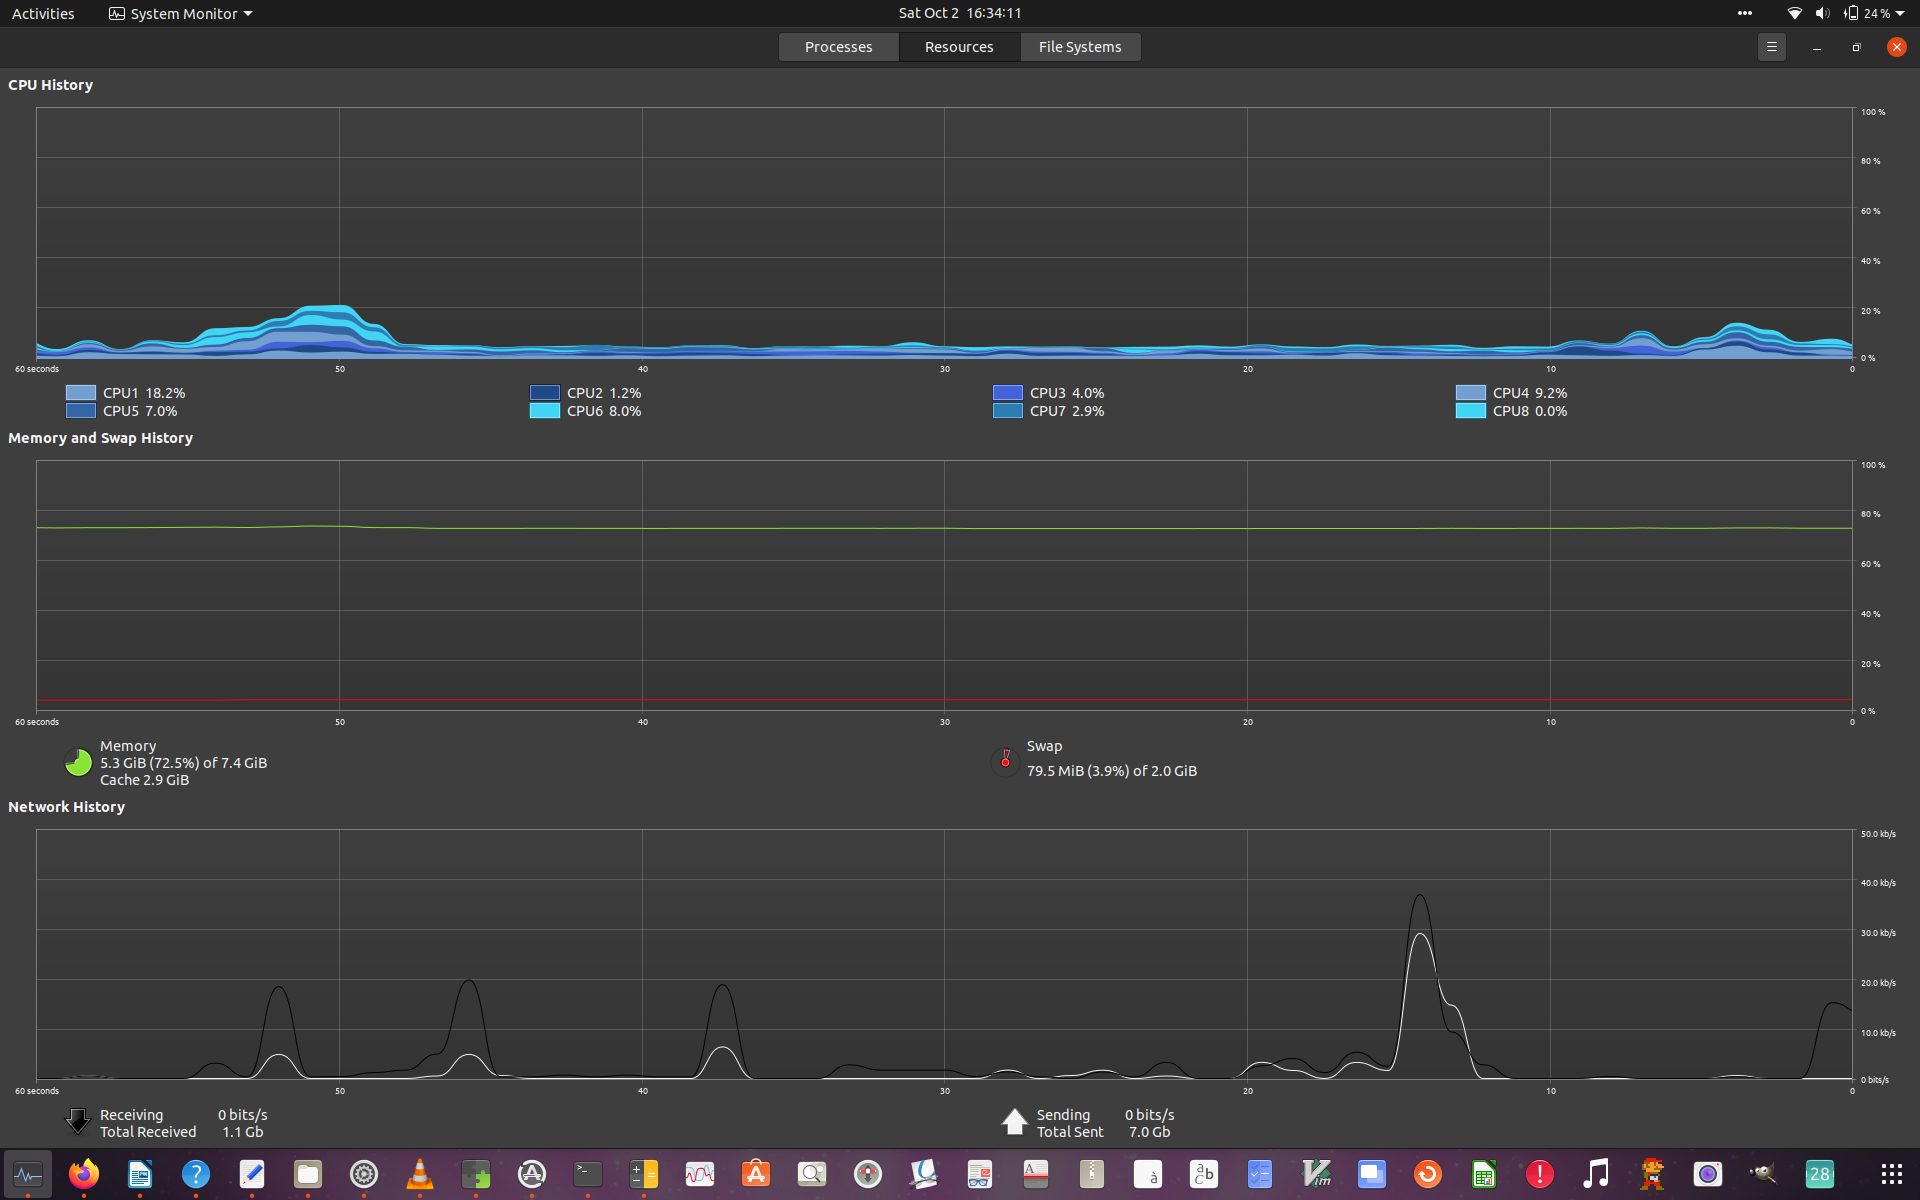 Activities System Monitor Sat Oct 2 16:34:11 24 %
Processes Resources File Systems
CPU History
100 %
80 %
60 %
40 %
20 %
0 %
60 seconds 50 40 30 20 10 0
CPU1 18.2% CPU2 1.2% CPU3 4.0% CPU4 9.2%
CPU5 7.0% CPU6 8.0% CPU7 2.9% CPU8 0.0%
Memory and Swap History
100 %
80 %
60 %
40 %
20 %
0 %
60 seconds 50 40 30 20 10 0
Memory
5.3 GiB (72.5%) of 7.4 GiB
Cache 2.9 GiB
Swap
79.5 MiB (3.9%) of 2.0 GiB
Network History
50.0 kb/s
40.0 kb/s
30.0 kb/s
20.0 kb/s
10.0 kb/s
0 bits/s
60 seconds 50 40 30 20 10 0
Receiving 0 bits/s
Total Received 1.1 Gb
Sending 0 bits/s
Total Sent 7.0 Gb
? >_ A à a b c Vim ! 28